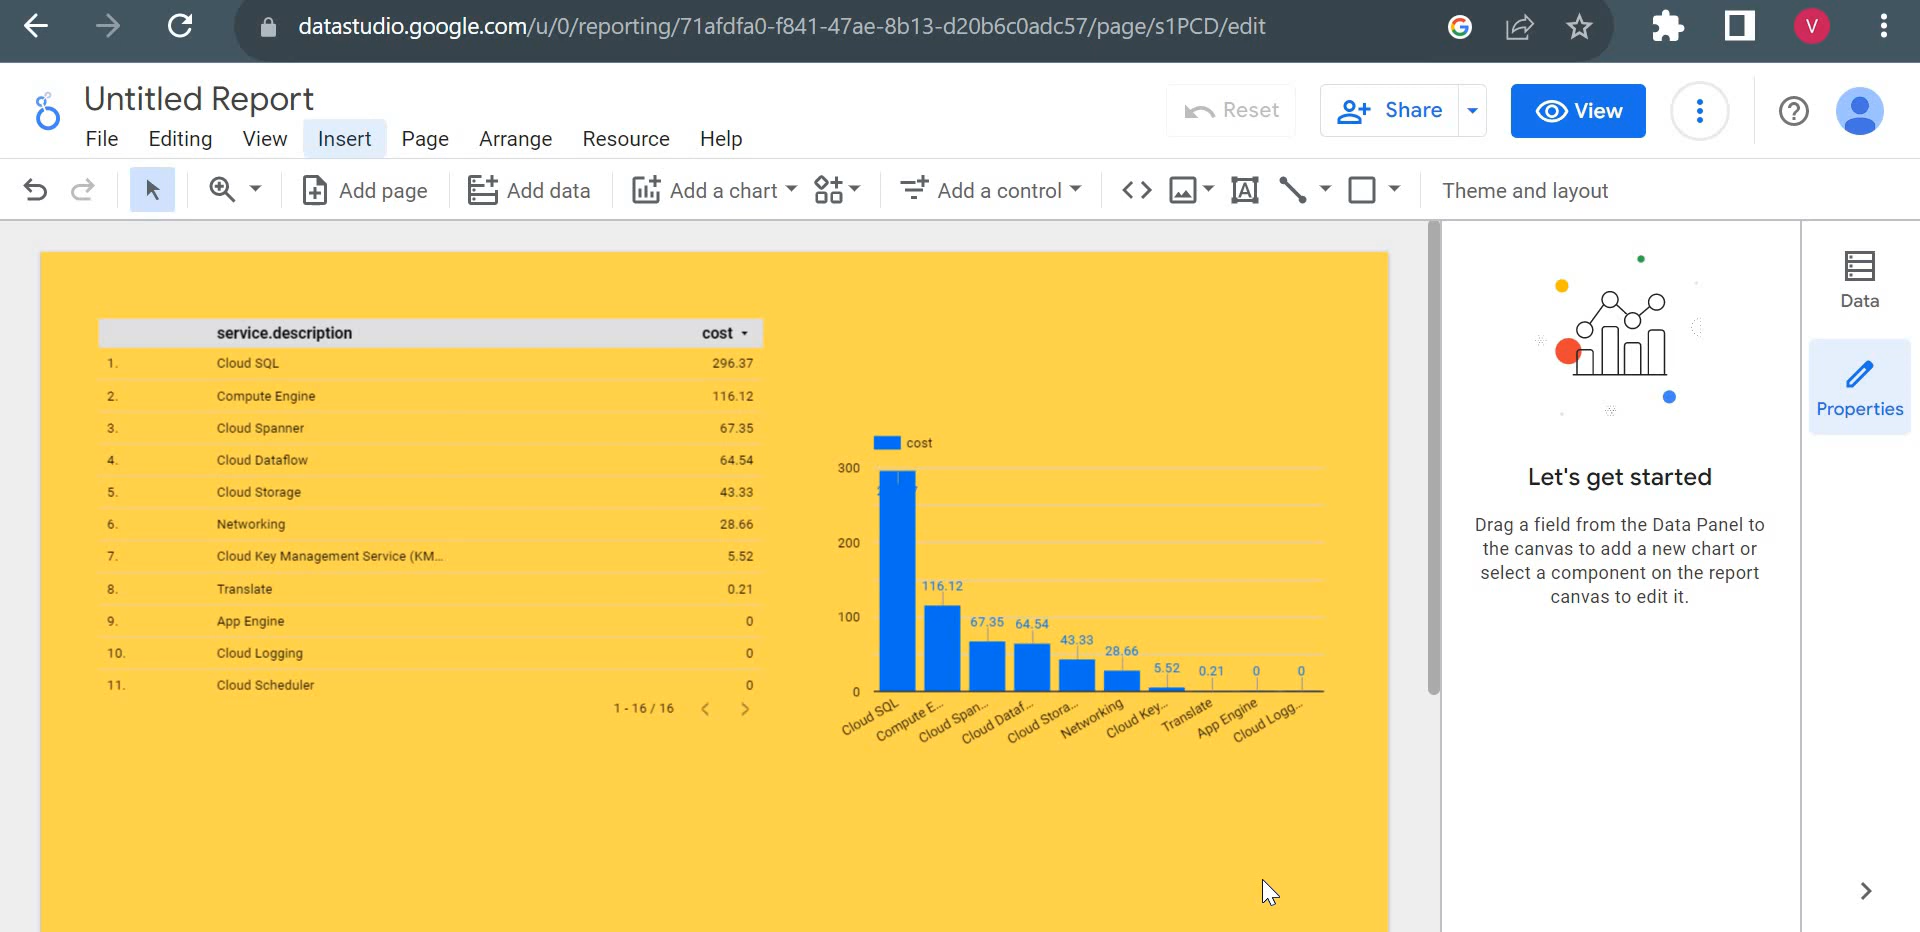 datastudio.google.com/u/0/reporting/71afdfa0-f841-47ae-8b13-d20b6c0adc57/page/s1PCD/edit
V
Untitled Report
Reset
Share
View
File Editing View Insert Page Arrange Resource Help
Add page Add data Add a chart Add a control Theme and layout
service.description cost
1. Cloud SQL 296.37
2. Compute Engine 116.12
3. Cloud Spanner 67.35
4. Cloud Dataflow 64.54
5. Cloud Storage 43.33
6. Networking 28.66
7. Cloud Key Management Service (KM... 5.52
8. Translate 0.21
9. App Engine 0
10. Cloud Logging 0
11. Cloud Scheduler 0
1 - 16 / 16
cost
300
200
100
0
116.12
67.35
64.54
43.33
28.66
5.52
0.21
0
0
Cloud SQL
Compute E...
Cloud Span...
Cloud Dataf...
Cloud Stora...
Networking
Cloud Key...
Translate
App Engine
Cloud Logg...
Let's get started
Drag a field from the Data Panel to
the canvas to add a new chart or
select a component on the report
canvas to edit it.
Data
Properties